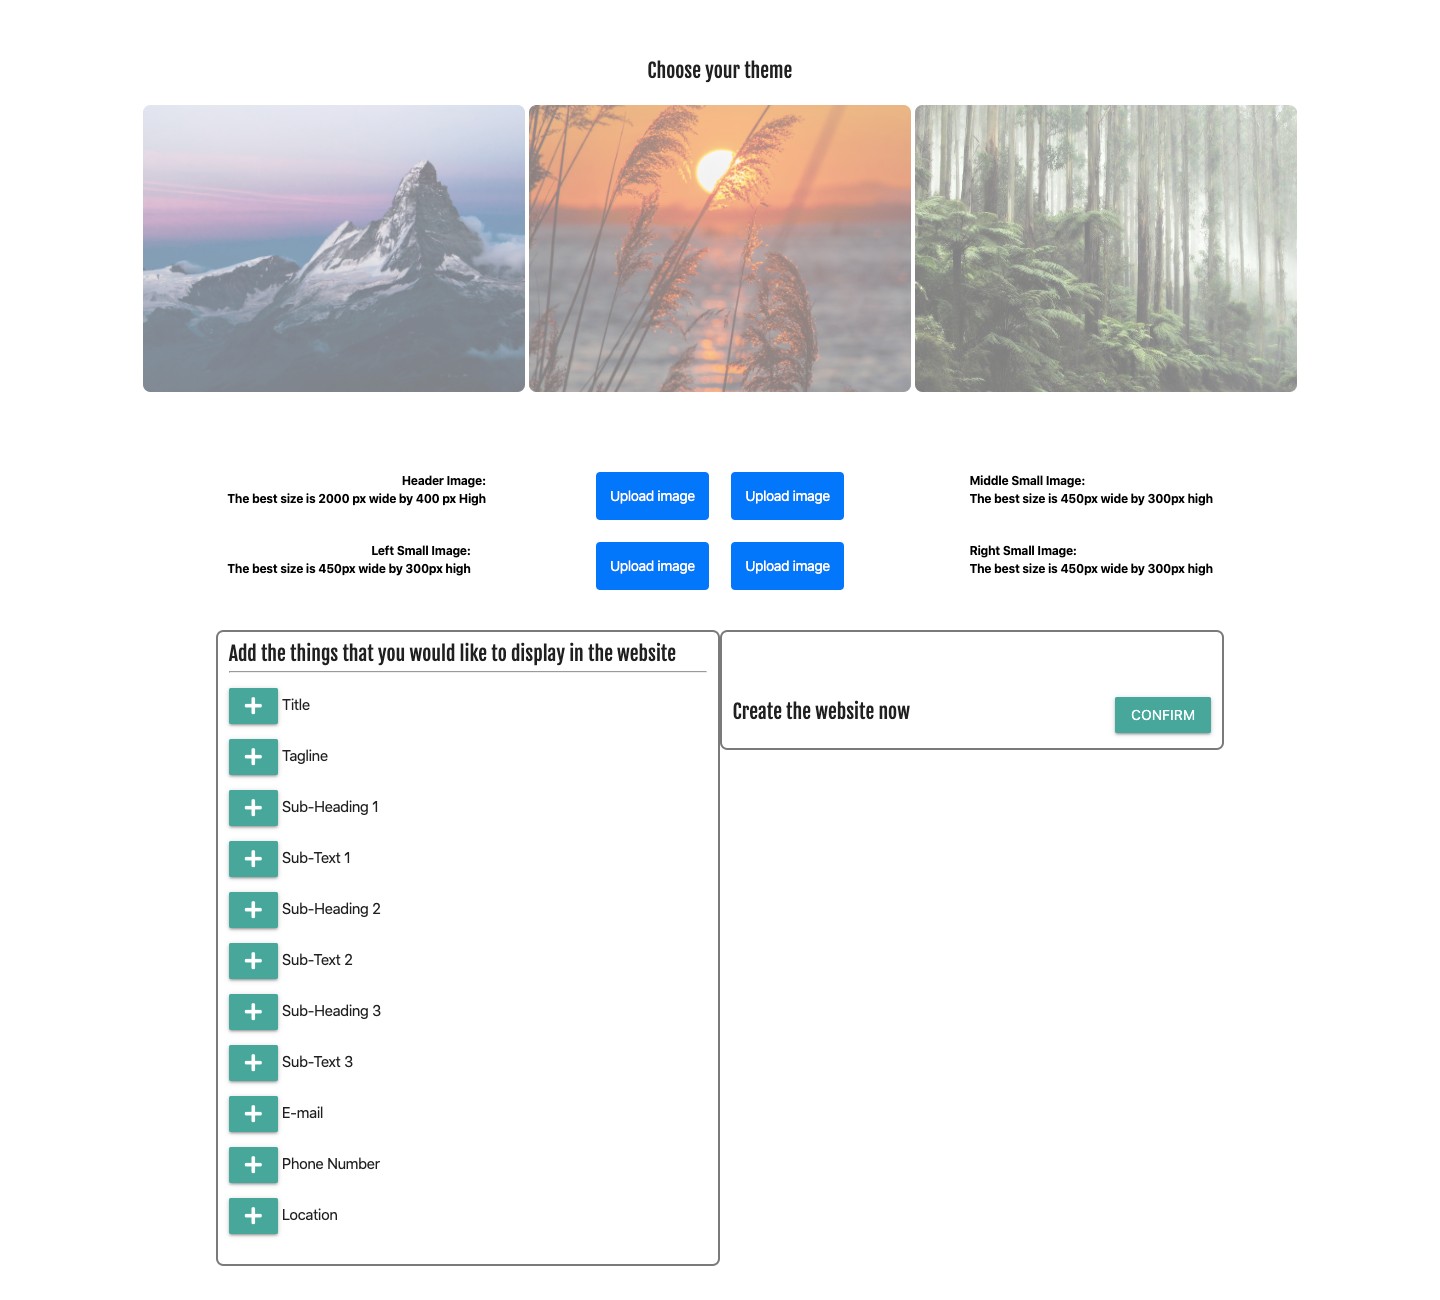 Choose your theme
Header Image:
The best size is 2000 px wide by 400 px High
Upload image
Upload image
Middle Small Image:
The best size is 450px wide by 300px high
Left Small Image:
The best size is 450px wide by 300px high
Upload image
Upload image
Right Small Image:
The best size is 450px wide by 300px high
Add the things that you would like to display in the website
Title
Tagline
Sub-Heading 1
Sub-Text 1
Sub-Heading 2
Sub-Text 2
Sub-Heading 3
Sub-Text 3
E-mail
Phone Number
Location
Create the website now
CONFIRM